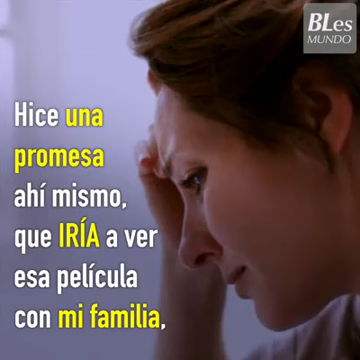 BLes
MUNDO
Hice una
promesa
ahí mismo,
que IRÍA a ver
esa película
con mi familia,